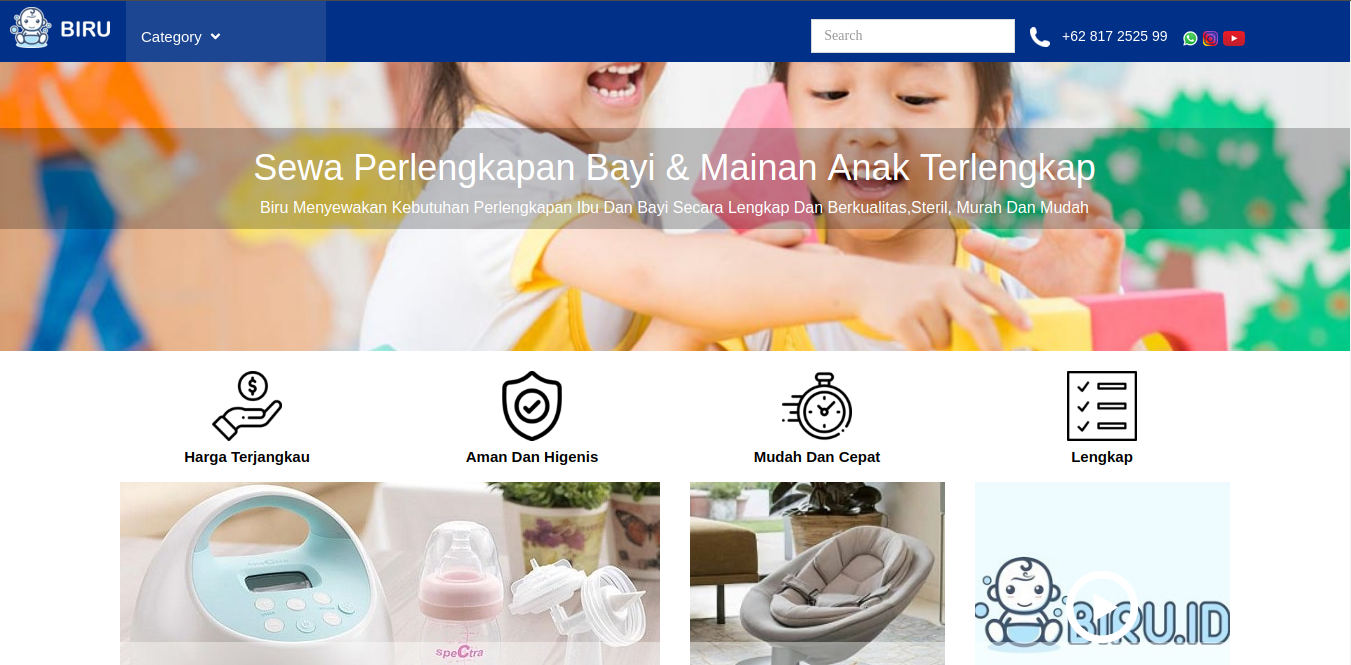 BIRU
Category
Search
+62 817 2525 99
Sewa Perlengkapan Bayi & Mainan Anak Terlengkap
Biru Menyewakan Kebutuhan Perlengkapan Ibu Dan Bayi Secara Lengkap Dan Berkualitas,Steril, Murah Dan Mudah
Harga Terjangkau
Aman Dan Higenis
Mudah Dan Cepat
Lengkap
spectra
BIRU.ID